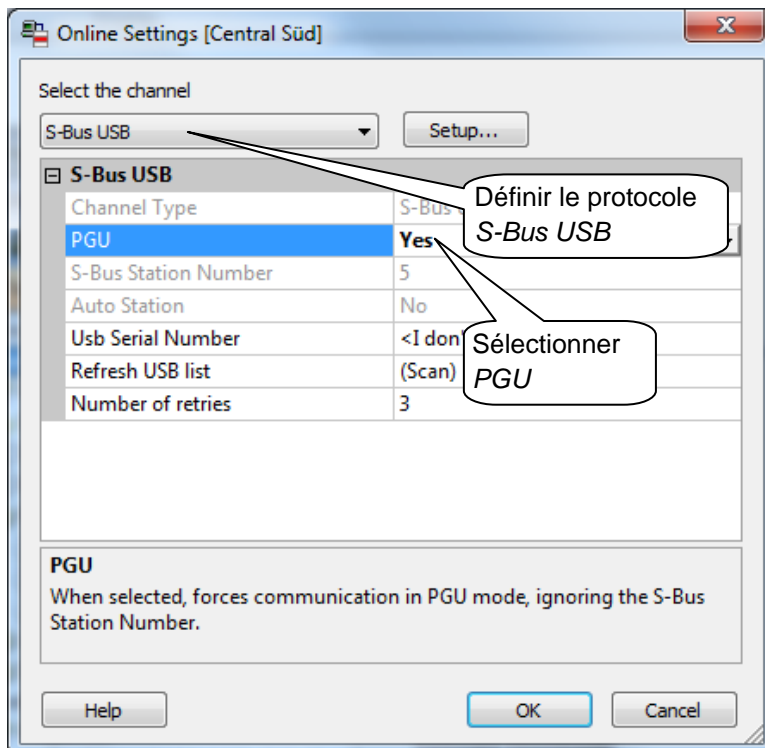 Online Settings [Central Süd]
Select the channel
S-Bus USB
Setup...
S-Bus USB
Channel Type
S-Bus
Définir le protocole
S-Bus USB
PGU
Yes
S-Bus Station Number
5
Auto Station
No
Usb Serial Number
<I don'
Sélectionner
PGU
Refresh USB list
(Scan)
Number of retries
3
PGU
When selected, forces communication in PGU mode, ignoring the S-Bus
Station Number.
Help
OK
Cancel